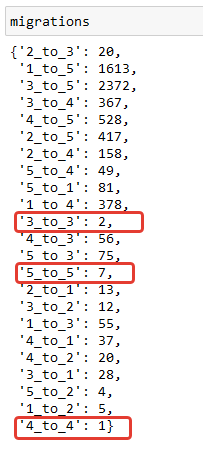 migrations
{'2_to_3': 20,
'1_to_5': 1613,
'3_to_5': 2372,
'3_to_4': 367,
'4_to_5': 528,
'2_to_5': 417,
'2_to_4': 158,
'5_to_4': 49,
'5_to_1': 81,
'1_to_4': 378,
'3_to_3': 2,
'4_to_3': 56,
'5_to_3': 75,
'5_to_5': 7,
'2_to_1': 13,
'3_to_2': 12,
'1_to_3': 55,
'4_to_1': 37,
'4_to_2': 20,
'3_to_1': 28,
'5_to_2': 4,
'1_to_2': 5,
'4_to_4': 1}